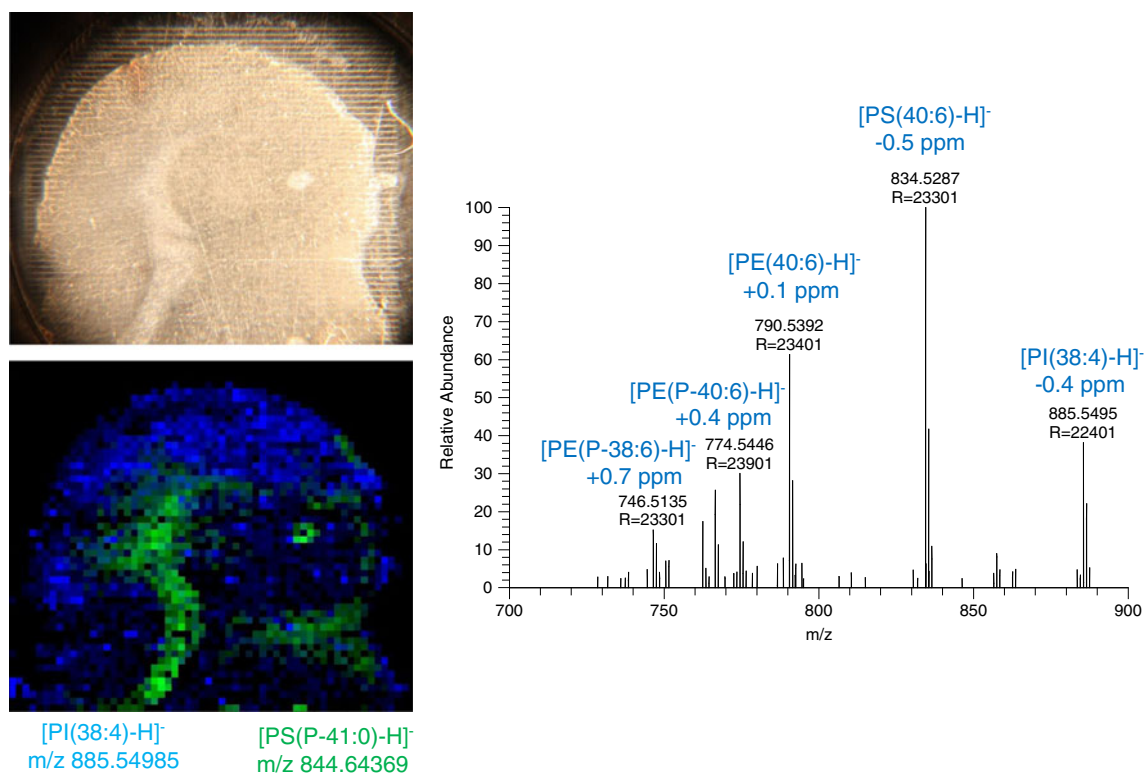 [PI(38:4)-H]-
m/z 885.54985
[PS(P-41:0)-H]-
m/z 844.64369
[PS(40:6)-H]-
-0.5 ppm
834.5287
R=23301
[PE(40:6)-H]-
+0.1 ppm
790.5392
R=23401
[PI(38:4)-H]-
-0.4 ppm
885.5495
R=22401
[PE(P-40:6)-H]-
+0.4 ppm
774.5446
R=23901
[PE(P-38:6)-H]-
+0.7 ppm
746.5135
R=23301
Relative Abundance
100
90
80
70
60
50
40
30
20
10
0
700
750
800
850
900
m/z